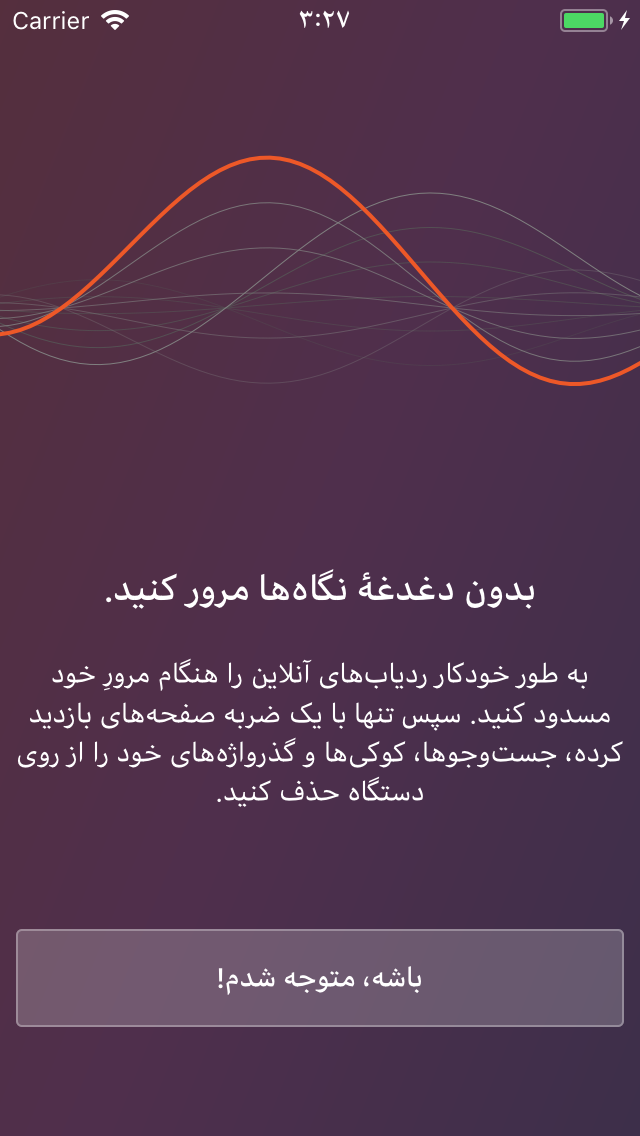 Carrier
۳:۲۷
بدون دغدغهٔ نگاه‌ها مرور کنید.
به طور خودکار ردیاب‌های آنلاین را هنگام مرورِ خود
مسدود کنید. سپس تنها با یک ضربه صفحه‌های بازدید
کرده، جست‌وجوها، کوکی‌ها و گذرواژه‌های خود را از روی
دستگاه حذف کنید.
باشه، متوجه شدم!